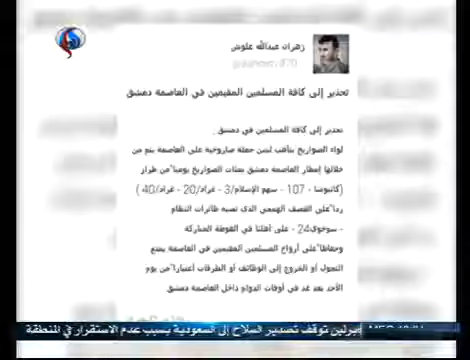 زهران عبدالله علوش
تحذير إلى كافة المسلمين المقيمين في العاصمة دمشق
تحذير إلى كافة المسلمين في دمشق .
لواء الصواريخ يتأهب لشن حملة صاروخية على العاصمة يتم من
خلالها إمطار العاصمة دمشق بمئات الصواريخ يومياً من طراز
(كاتيوشا - 107 - سهم الإسلام/3 - غراد/20 - غراد/40 )
رداً على القصف الهمجي الذي تصبه طائرات النظام
- سوخوي24 - على أهلنا في الغوطة المباركة
وحفاظاً على أرواح المسلمين المقيمين في العاصمة يمنع
التجول أو الخروج إلى الوظائف أو الطرقات اعتباراً من يوم
الأحد بعد غد في أوقات الدوام داخل العاصمة دمشق
برلين توقف تصدير السلاح إلى السعودية بسبب عدم الاستقرار في المنطقة